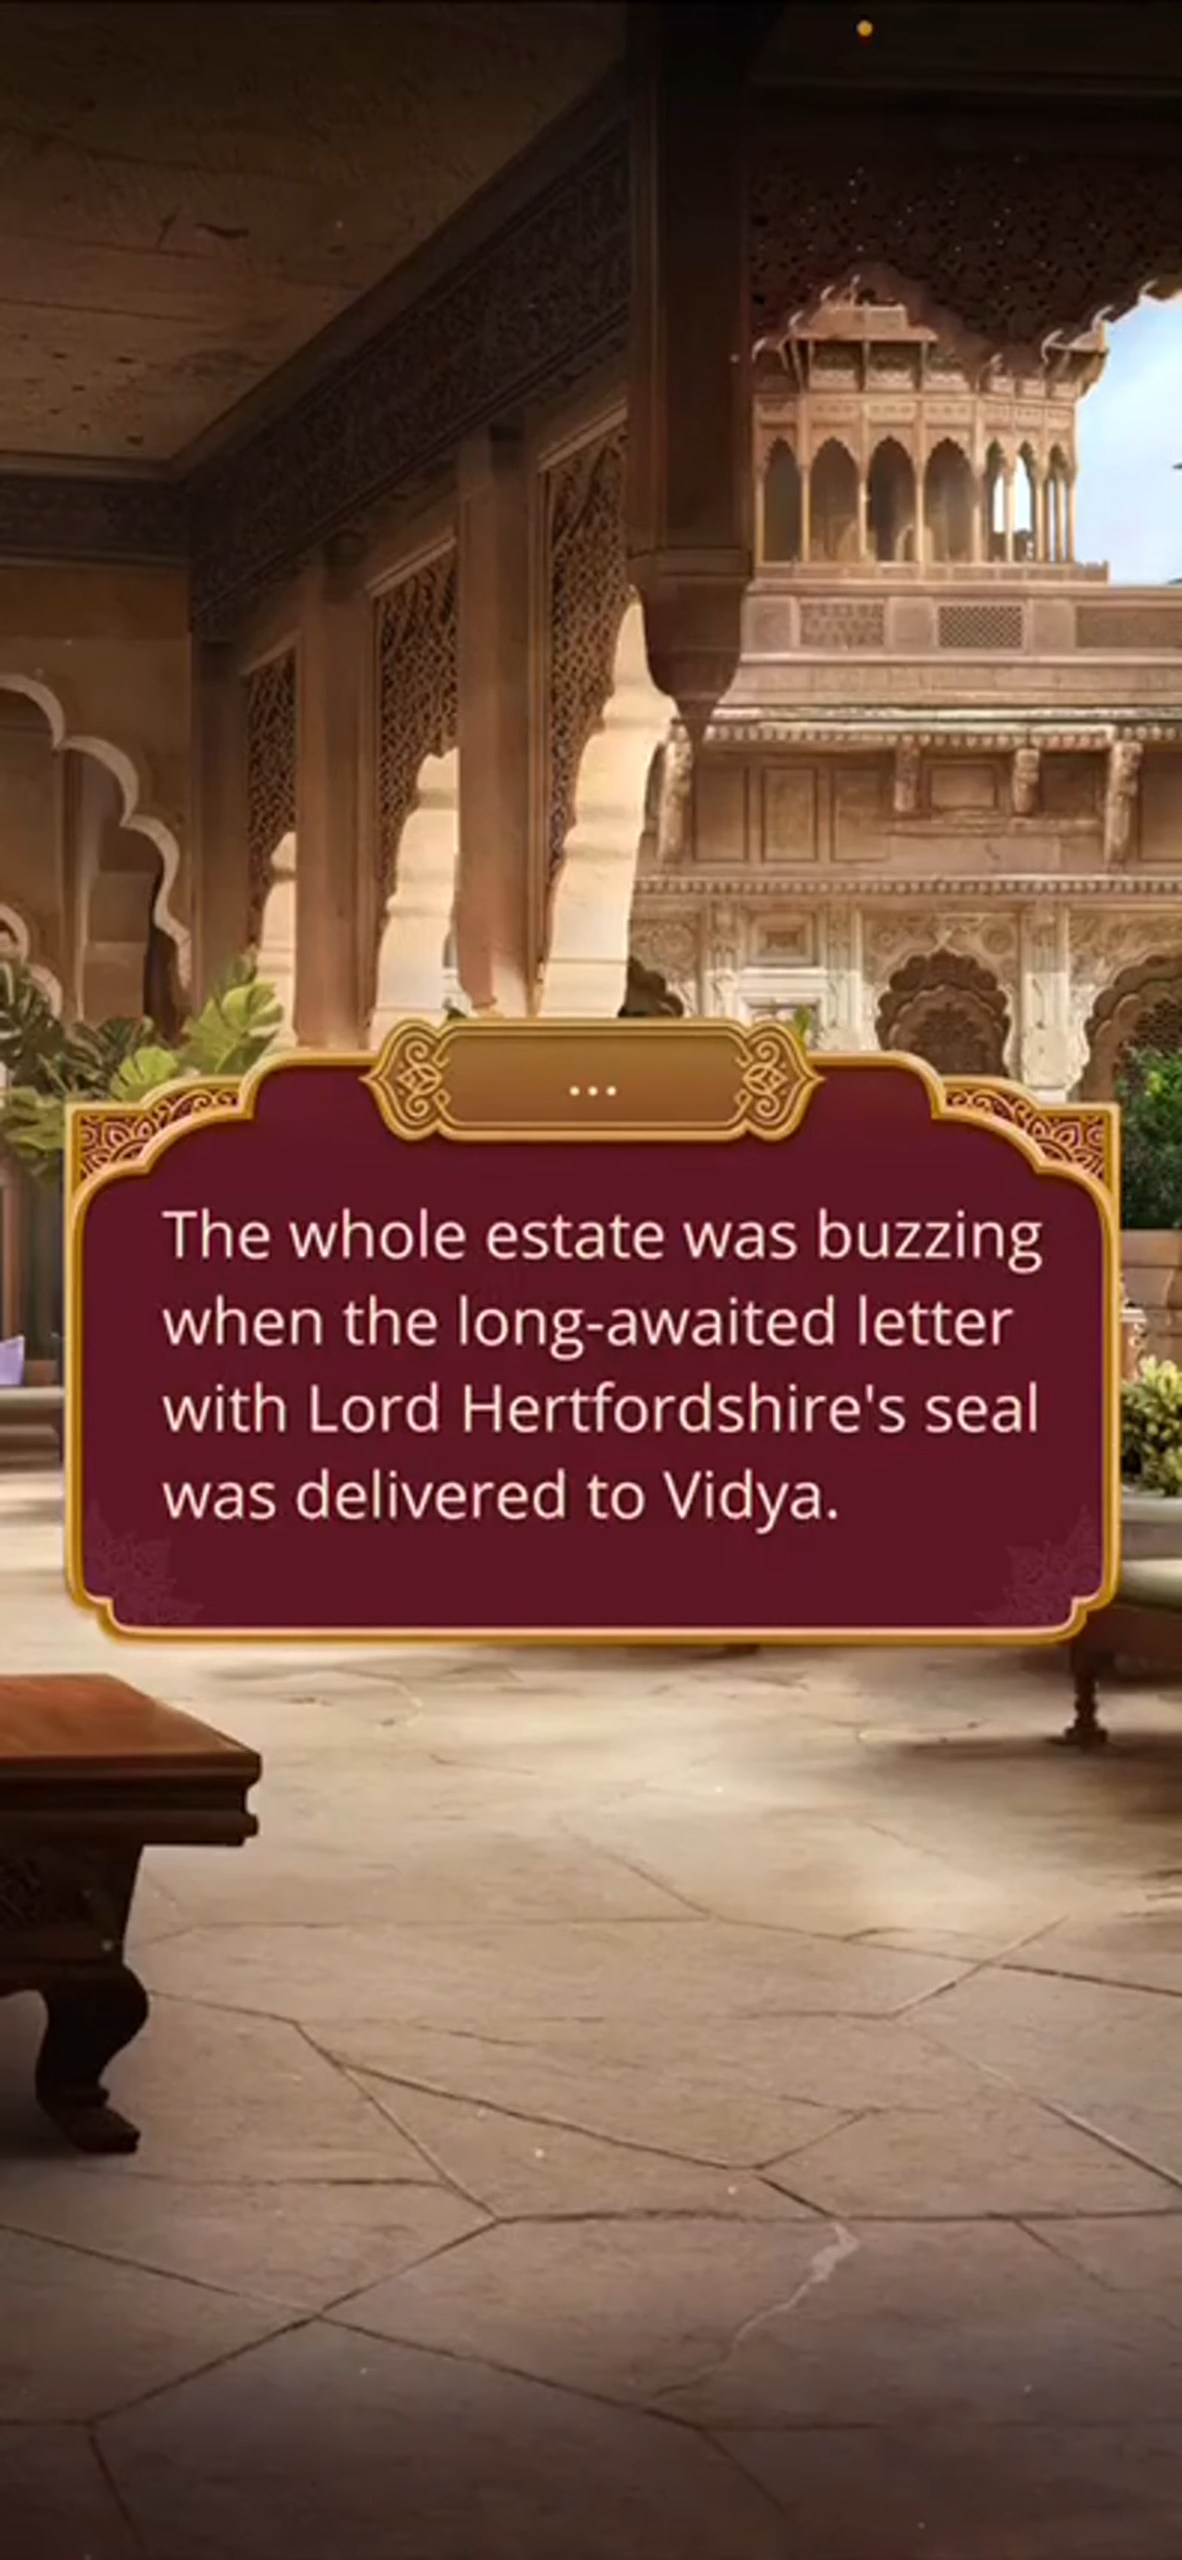 ...
The whole estate was buzzing
when the long-awaited letter
with Lord Hertfordshire's seal
was delivered to Vidya.